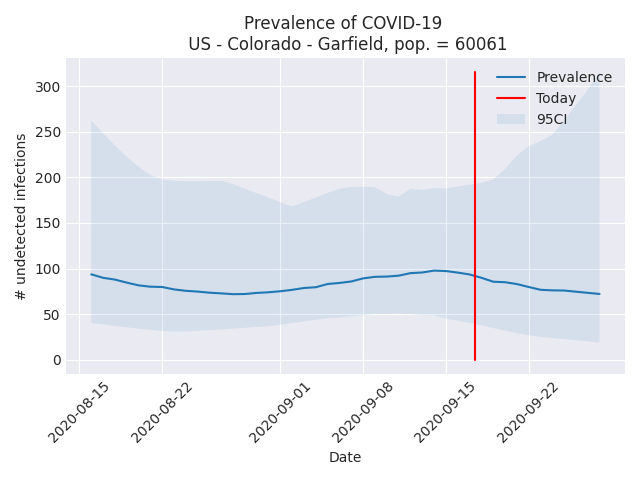 Prevalence of COVID-19
US - Colorado - Garfield, pop. = 60061
Prevalence
Today
95CI
# undetected infections
300
250
200
150
100
50
0
2020-08-15
2020-08-22
2020-09-01
2020-09-08
2020-09-15
2020-09-22
Date